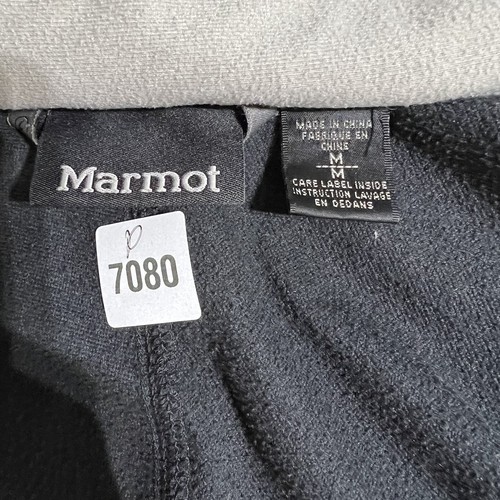 Marmot
MADE IN CHINA
FABRIQUE EN
CHINE
M
M
CARE LABEL INSIDE
INSTRUCTION LAVAGE
EN DEDANS
P
7080